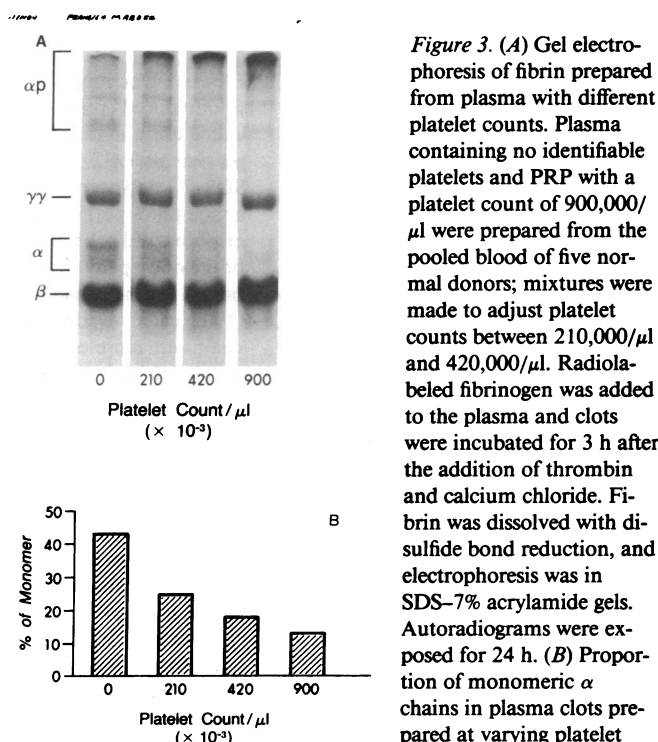 A
αp
γγ
α
β
0 210 420 900
Platelet Count/μl
(× 10⁻³)
B
% of Monomer
50
40
30
20
10
0
0 210 420 900
Platelet Count/μl
(× 10⁻³)
Figure 3. (A) Gel electro-
phoresis of fibrin prepared
from plasma with different
platelet counts. Plasma
containing no identifiable
platelets and PRP with a
platelet count of 900,000/
μl were prepared from the
pooled blood of five nor-
mal donors; mixtures were
made to adjust platelet
counts between 210,000/μl
and 420,000/μl. Radiola-
beled fibrinogen was added
to the plasma and clots
were incubated for 3 h after
the addition of thrombin
and calcium chloride. Fi-
brin was dissolved with di-
sulfide bond reduction, and
electrophoresis was in
SDS–7% acrylamide gels.
Autoradiograms were ex-
posed for 24 h. (B) Propor-
tion of monomeric α
chains in plasma clots pre-
pared at varying platelet